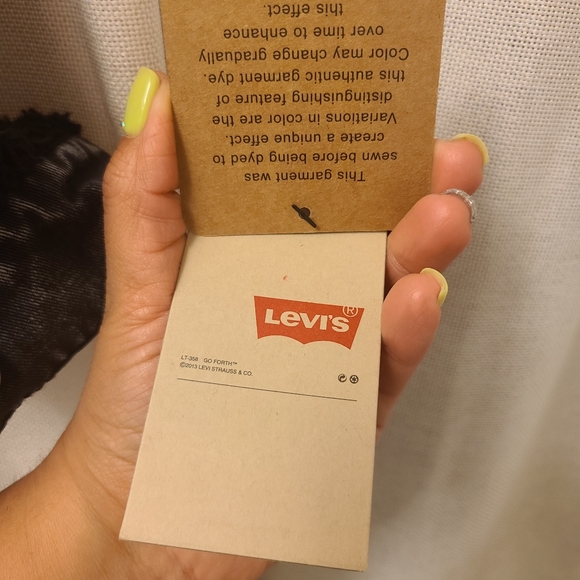 This garment was
sewn before being dyed to
create a unique effect.
Variations in color are the
distinguishing feature of
this authentic garment dye.
Color may change gradually
over time to enhance
this effect.
LEVI'S®
LT-358 GO FORTH™
©2013 LEVI STRAUSS & CO.